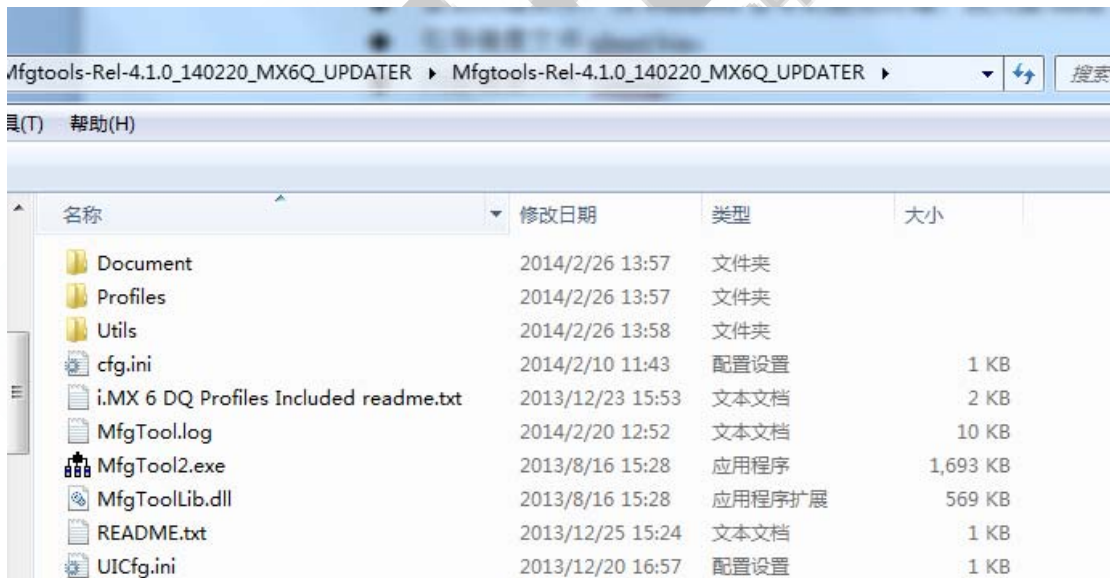 Mfgtools-Rel-4.1.0_140220_MX6Q_UPDATER ▸ Mfgtools-Rel-4.1.0_140220_MX6Q_UPDATER ▸ 搜索
具(T) 帮助(H)
名称 修改日期 类型 大小
Document 2014/2/26 13:57 文件夹
Profiles 2014/2/26 13:57 文件夹
Utils 2014/2/26 13:58 文件夹
cfg.ini 2014/2/10 11:43 配置设置 1 KB
i.MX 6 DQ Profiles Included readme.txt 2013/12/23 15:53 文本文档 2 KB
MfgTool.log 2014/2/20 12:52 文本文档 10 KB
MfgTool2.exe 2013/8/16 15:28 应用程序 1,693 KB
MfgToolLib.dll 2013/8/16 15:28 应用程序扩展 569 KB
README.txt 2013/12/25 15:24 文本文档 1 KB
UICfg.ini 2013/12/20 16:57 配置设置 1 KB